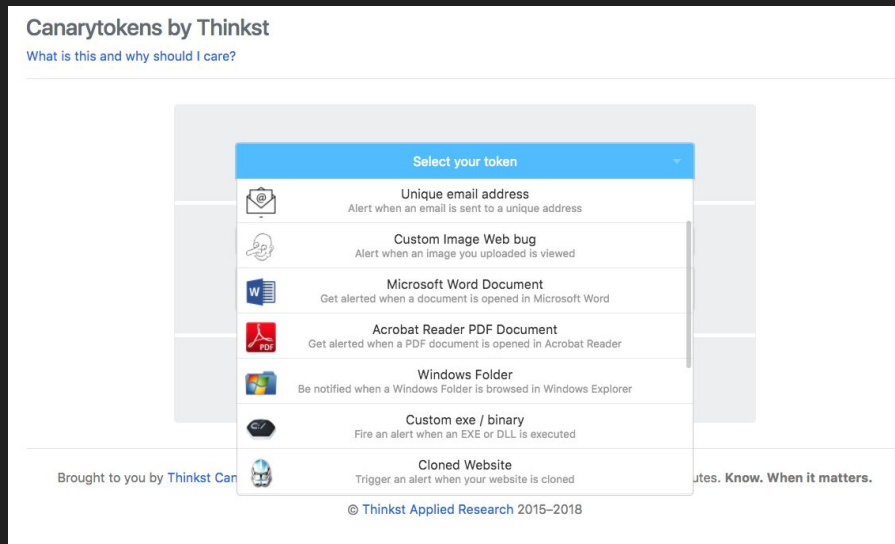 Canarytokens by Thinkst
What is this and why should I care?
Select your token
Unique email address
Alert when an email is sent to a unique address
Custom Image Web bug
Alert when an image you uploaded is viewed
Microsoft Word Document
Get alerted when a document is opened in Microsoft Word
Acrobat Reader PDF Document
Get alerted when a PDF document is opened in Acrobat Reader
Windows Folder
Be notified when a Windows Folder is browsed in Windows Explorer
Custom exe / binary
Fire an alert when an EXE or DLL is executed
Cloned Website
Trigger an alert when your website is cloned
Brought to you by Thinkst Can utes. Know. When it matters.
© Thinkst Applied Research 2015–2018